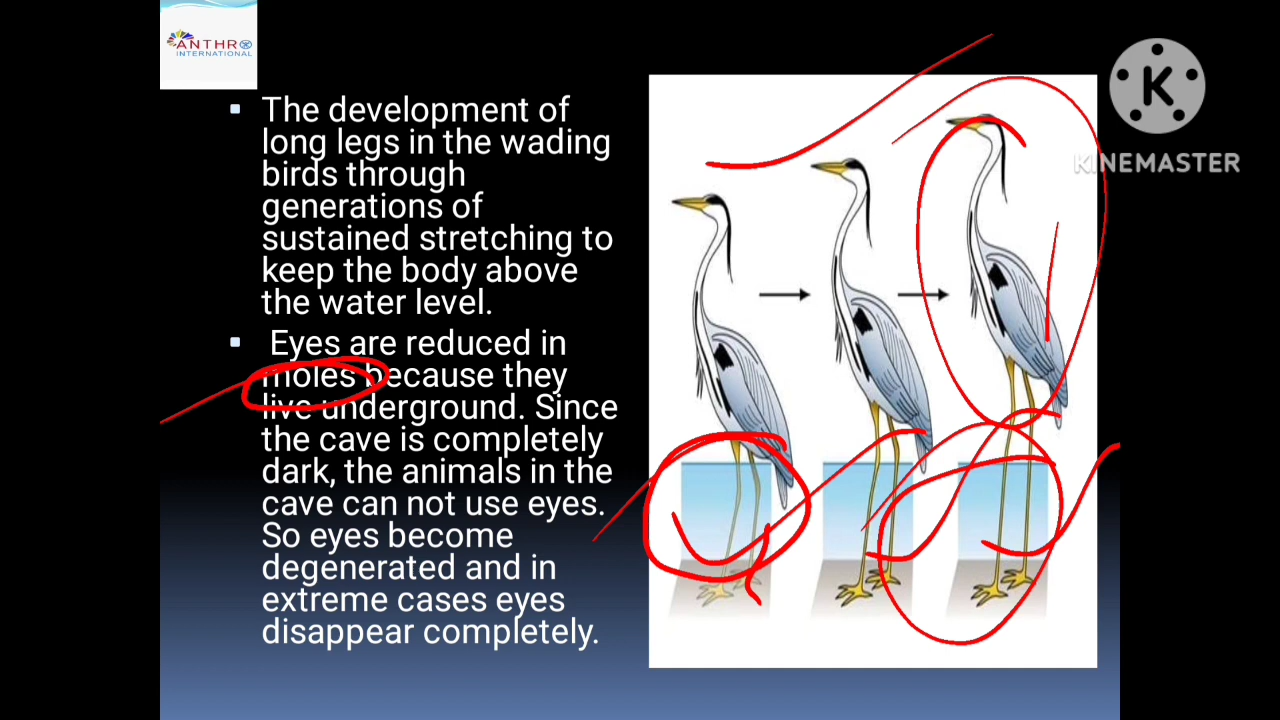 ANTHRO
INTERNATIONAL
The development of
long legs in the wading
birds through
generations of
sustained stretching to
keep the body above
the water level.
Eyes are reduced in
moles because they
live underground. Since
the cave is completely
dark, the animals in the
cave can not use eyes.
So eyes become
degenerated and in
extreme cases eyes
disappear completely.
K
KINEMASTER